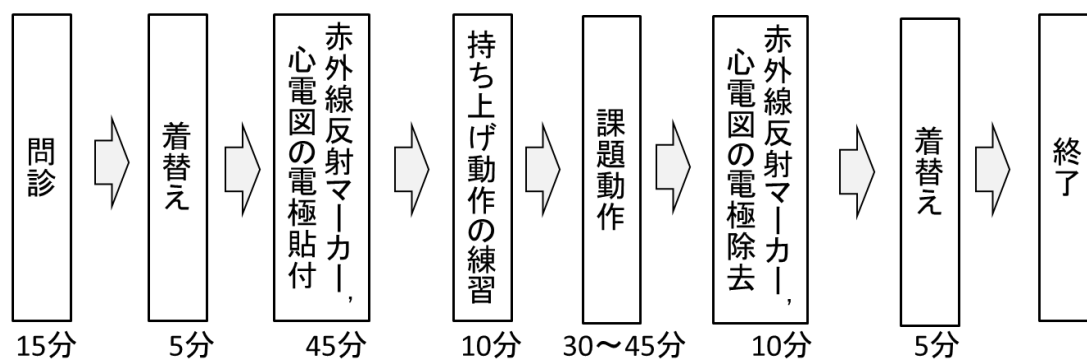 問診
着替え
赤外線反射マーカー,
心電図の電極貼付
持ち上げ動作の練習
課題動作
赤外線反射マーカー,
心電図の電極除去
着替え
終了
15分
5分
45分
10分
30～45分
10分
5分